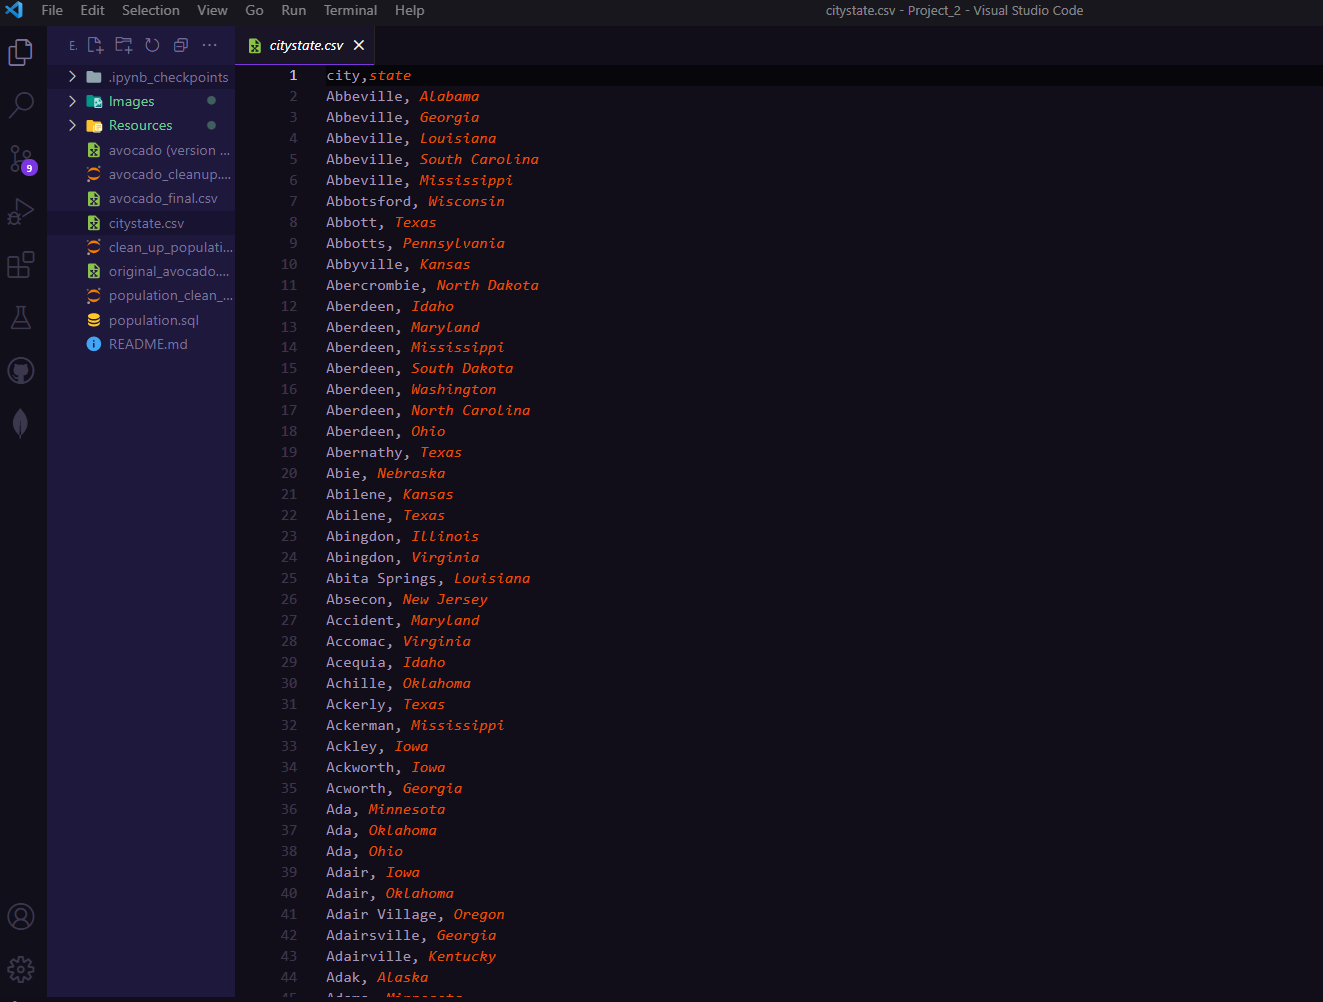 File Edit Selection View Go Run Terminal Help
citystate.csv - Project_2 - Visual Studio Code
E.
.ipynb_checkpoints
Images
Resources
avocado (version ...
avocado_cleanup....
avocado_final.csv
citystate.csv
clean_up_populati...
original_avocado....
population_clean_...
population.sql
README.md
9
citystate.csv
1 city,state
2 Abbeville, Alabama
3 Abbeville, Georgia
4 Abbeville, Louisiana
5 Abbeville, South Carolina
6 Abbeville, Mississippi
7 Abbotsford, Wisconsin
8 Abbott, Texas
9 Abbotts, Pennsylvania
10 Abbyville, Kansas
11 Abercrombie, North Dakota
12 Aberdeen, Idaho
13 Aberdeen, Maryland
14 Aberdeen, Mississippi
15 Aberdeen, South Dakota
16 Aberdeen, Washington
17 Aberdeen, North Carolina
18 Aberdeen, Ohio
19 Abernathy, Texas
20 Abie, Nebraska
21 Abilene, Kansas
22 Abilene, Texas
23 Abingdon, Illinois
24 Abingdon, Virginia
25 Abita Springs, Louisiana
26 Absecon, New Jersey
27 Accident, Maryland
28 Accomac, Virginia
29 Acequia, Idaho
30 Achille, Oklahoma
31 Ackerly, Texas
32 Ackerman, Mississippi
33 Ackley, Iowa
34 Ackworth, Iowa
35 Acworth, Georgia
36 Ada, Minnesota
37 Ada, Oklahoma
38 Ada, Ohio
39 Adair, Iowa
40 Adair, Oklahoma
41 Adair Village, Oregon
42 Adairsville, Georgia
43 Adairville, Kentucky
44 Adak, Alaska